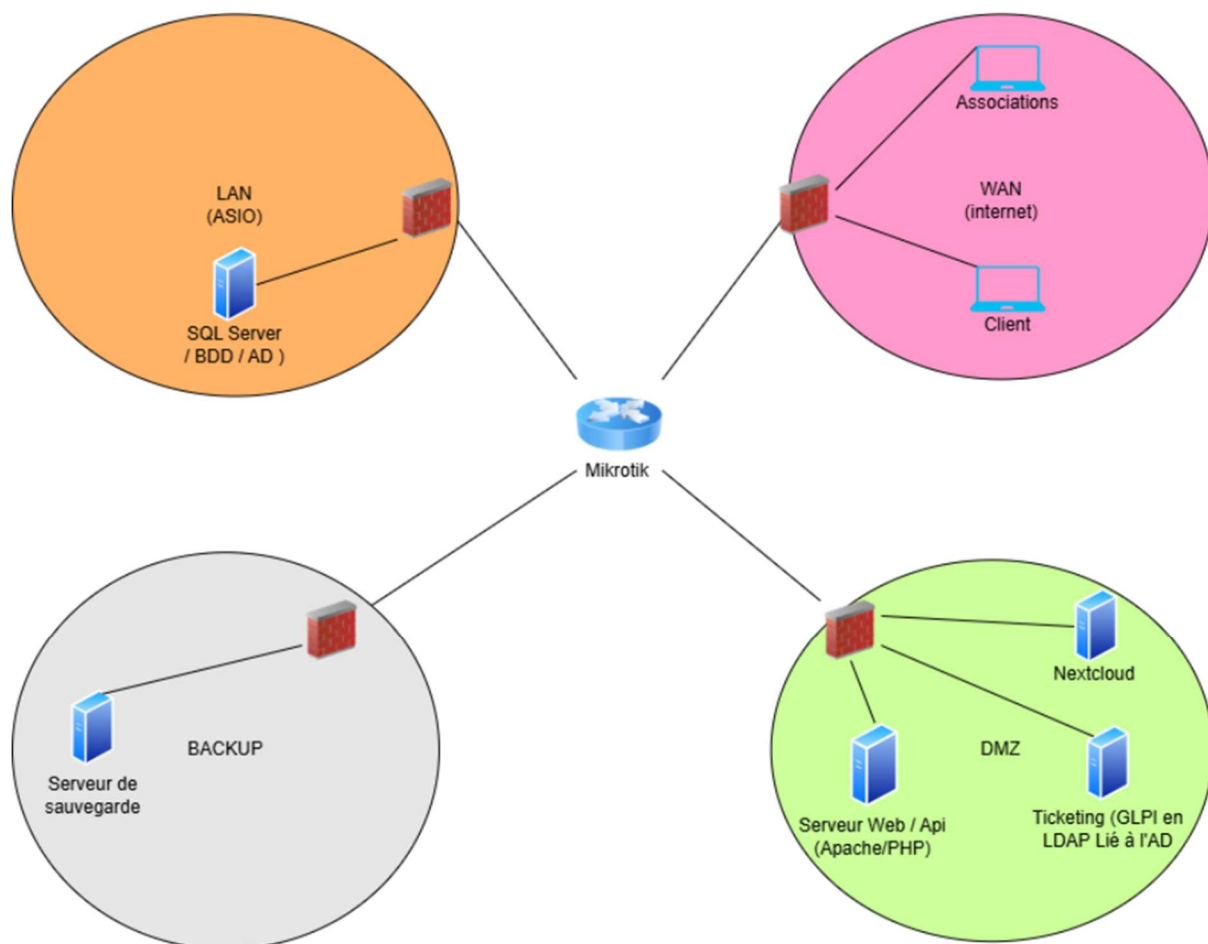 LAN
(ASIO)
SQL Server
/ BDD / AD )
Associations
WAN
(internet)
Client
Mikrotik
BACKUP
Serveur de
sauvegarde
Nextcloud
DMZ
Serveur Web / Api
(Apache/PHP)
Ticketing (GLPI en
LDAP Lié à l'AD